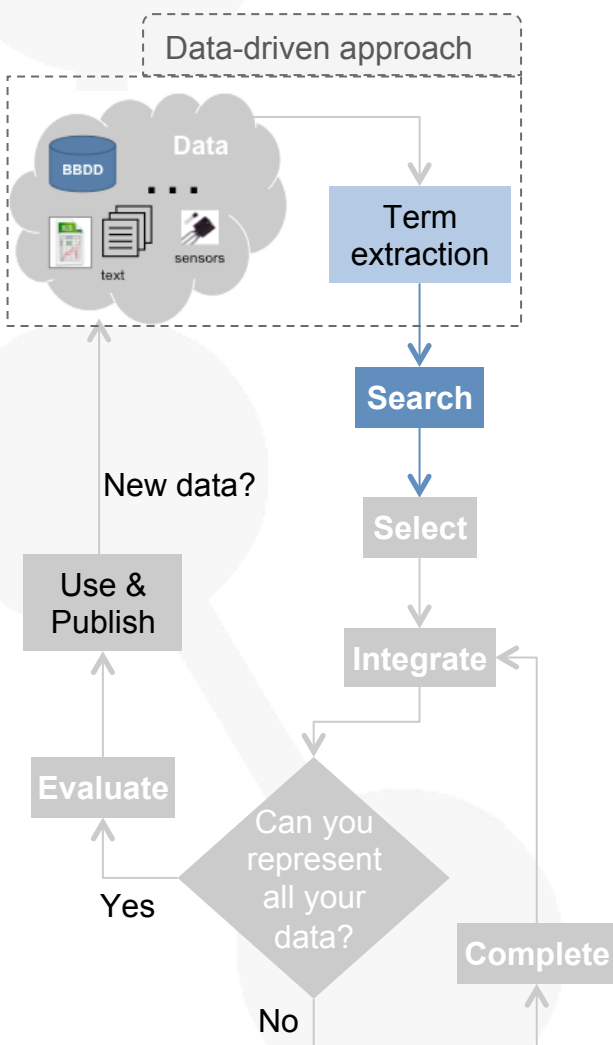 Data-driven approach
Data
BBDD
...
XLS
text
sensors
Term
extraction
Search
Select
Integrate
New data?
Use &
Publish
Evaluate
Can you
represent
all your
data?
Yes
Complete
No